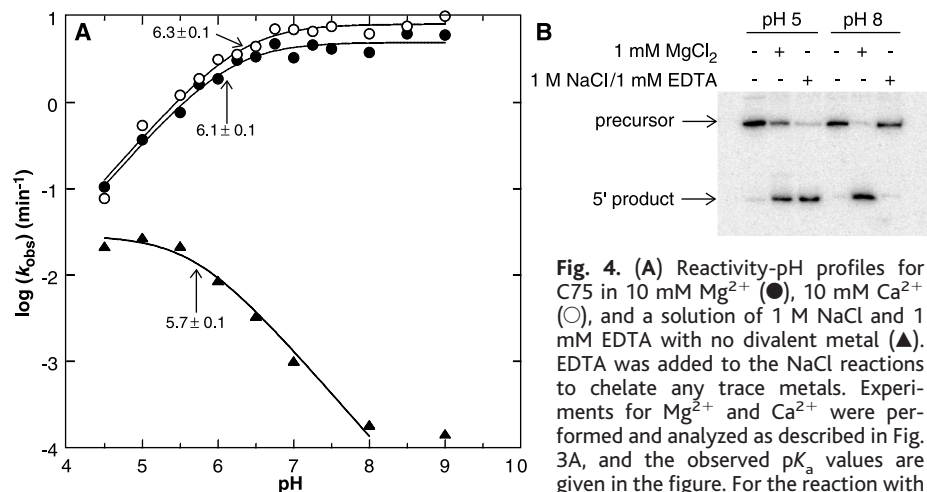 A
1
0
-1
-2
-3
-4
log (kobs) (min-1)
6.3 ± 0.1
6.1 ± 0.1
5.7 ± 0.1
4 5 6 7 8 9 10
pH
B
pH 5 pH 8
1 mM MgCl2 - + - - + -
1 M NaCl/1 mM EDTA - - + - - +
precursor
5' product
Fig. 4. (A) Reactivity-pH profiles for
C75 in 10 mM Mg2+ (●), 10 mM Ca2+
(○), and a solution of 1 M NaCl and 1
mM EDTA with no divalent metal (▲).
EDTA was added to the NaCl reactions
to chelate any trace metals. Experi-
ments for Mg2+ and Ca2+ were per-
formed and analyzed as described in Fig.
3A, and the observed pKa values are
given in the figure. For the reaction with